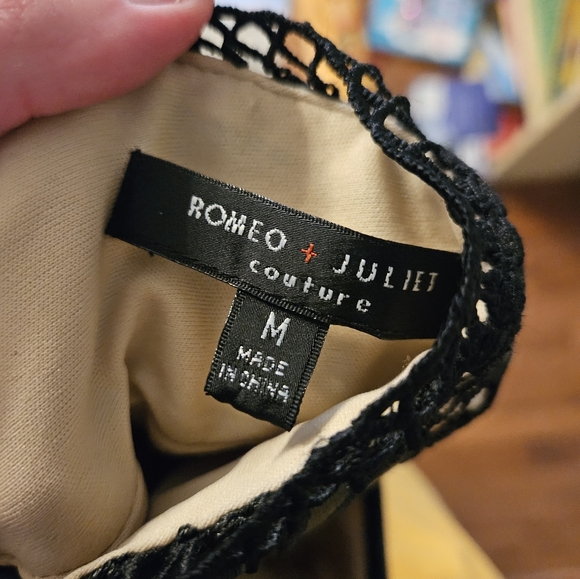 ROMEO + JULIET
couture
M
MADE
IN CHINA